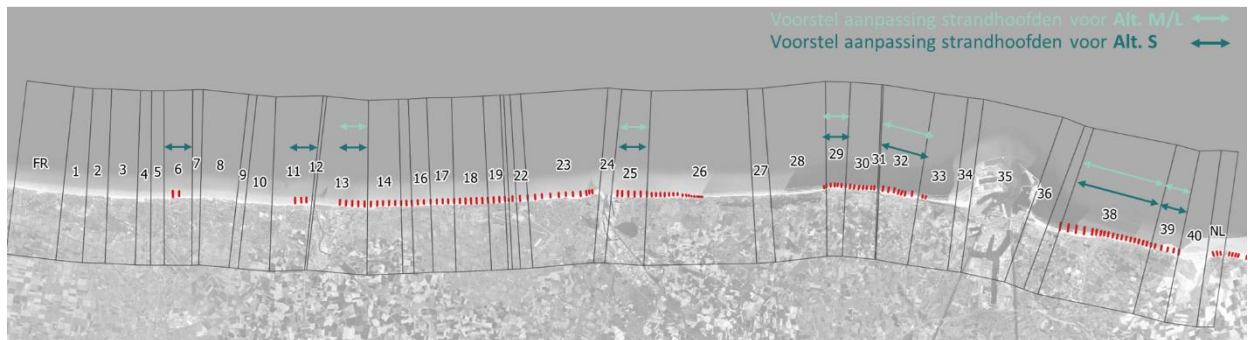 Voorstel aanpassing strandhoofden voor Alt. M/L
Voorstel aanpassing strandhoofden voor Alt. S
FR 1 2 3 4 5 6 7 8 9 10 11 12 13 14 16 17 18 19 22 23 24 25 26 27 28 29 30 31 32 33 34 35 36 38 39 40 NL